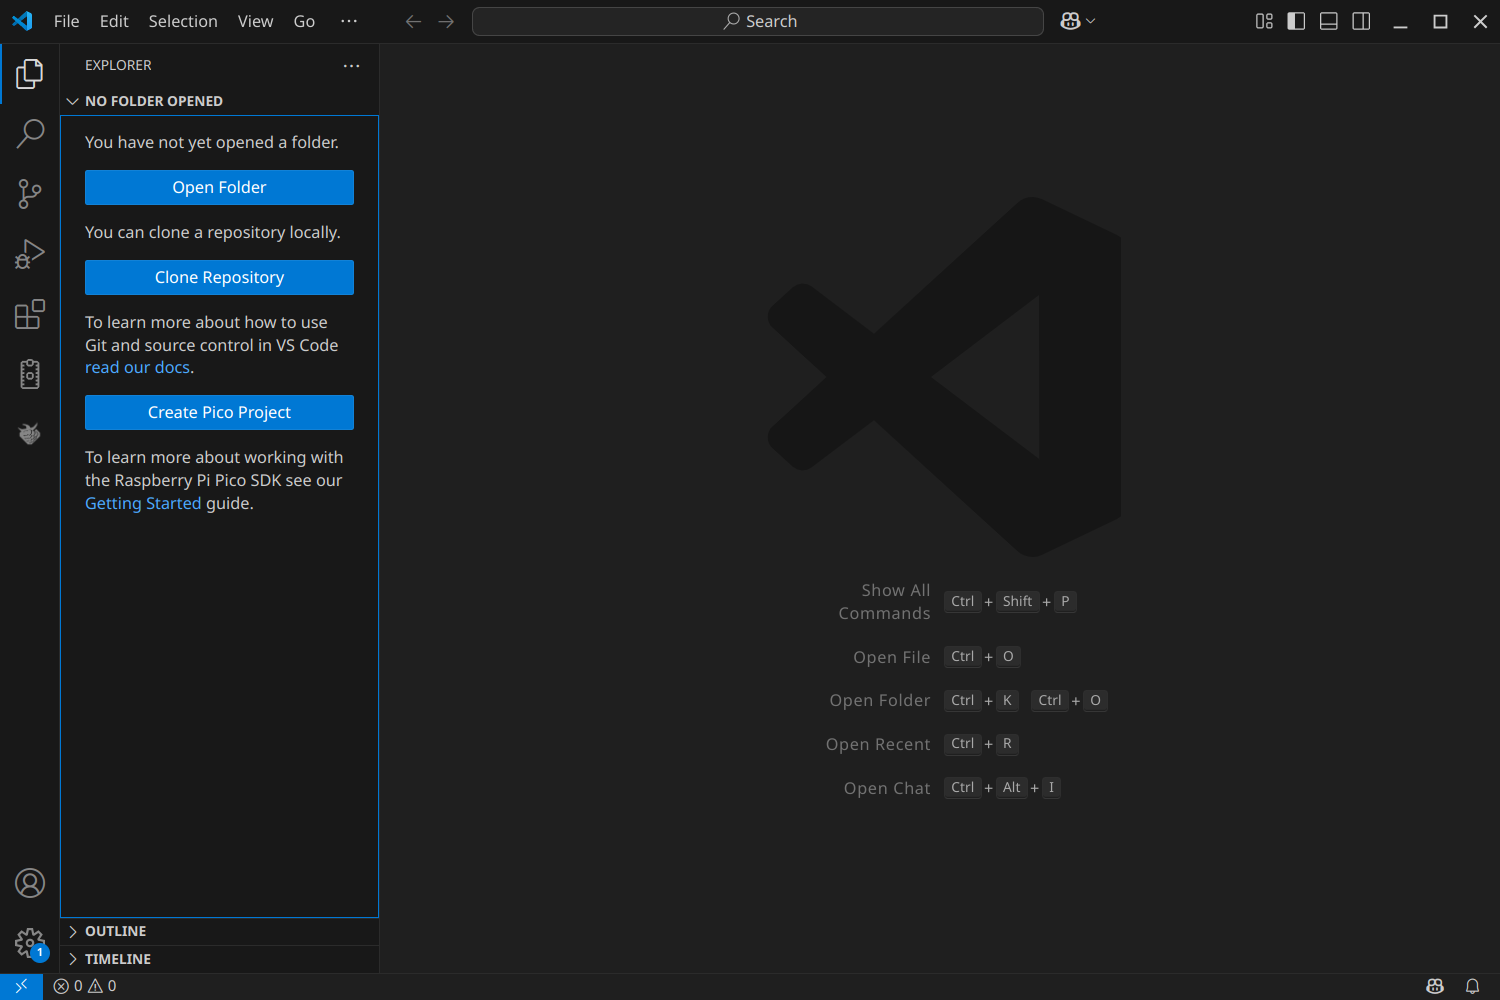 File Edit Selection View Go ...
Search
EXPLORER
NO FOLDER OPENED
You have not yet opened a folder.
Open Folder
You can clone a repository locally.
Clone Repository
To learn more about how to use
Git and source control in VS Code
read our docs.
Create Pico Project
To learn more about working with
the Raspberry Pi Pico SDK see our
Getting Started guide.
OUTLINE
TIMELINE
1
0 0
Show All
Commands Ctrl + Shift + P
Open File Ctrl + O
Open Folder Ctrl + K Ctrl + O
Open Recent Ctrl + R
Open Chat Ctrl + Alt + I